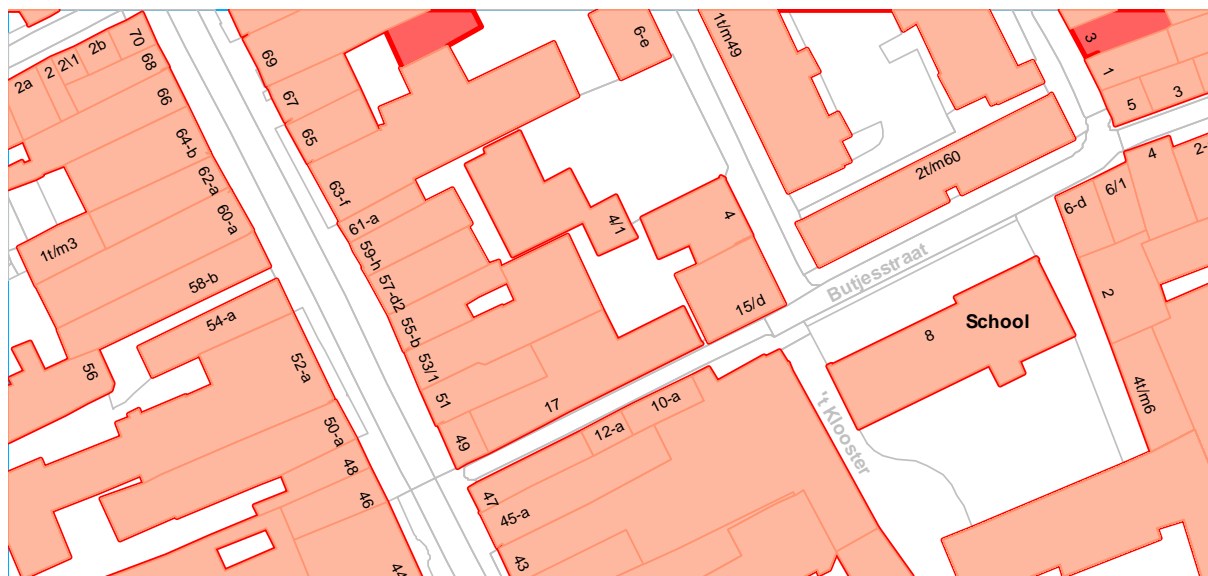 2a
2
2\1
2b
70
68
66
64-b
62-a
60-a
1t/m3
58-b
54-a
56
52-a
50-a
48
46
44
69
67
65
63-f
61-a
59-h
57-d2
55-b
53/1
51
49
17
6-e
4/1
4
15/d
1t/m49
2t/m60
Butjesstraat
3
1
5
3
4
2-
6/1
6-d
2
4t/m6
8
School
't Klooster
10-a
12-a
47
45-a
43